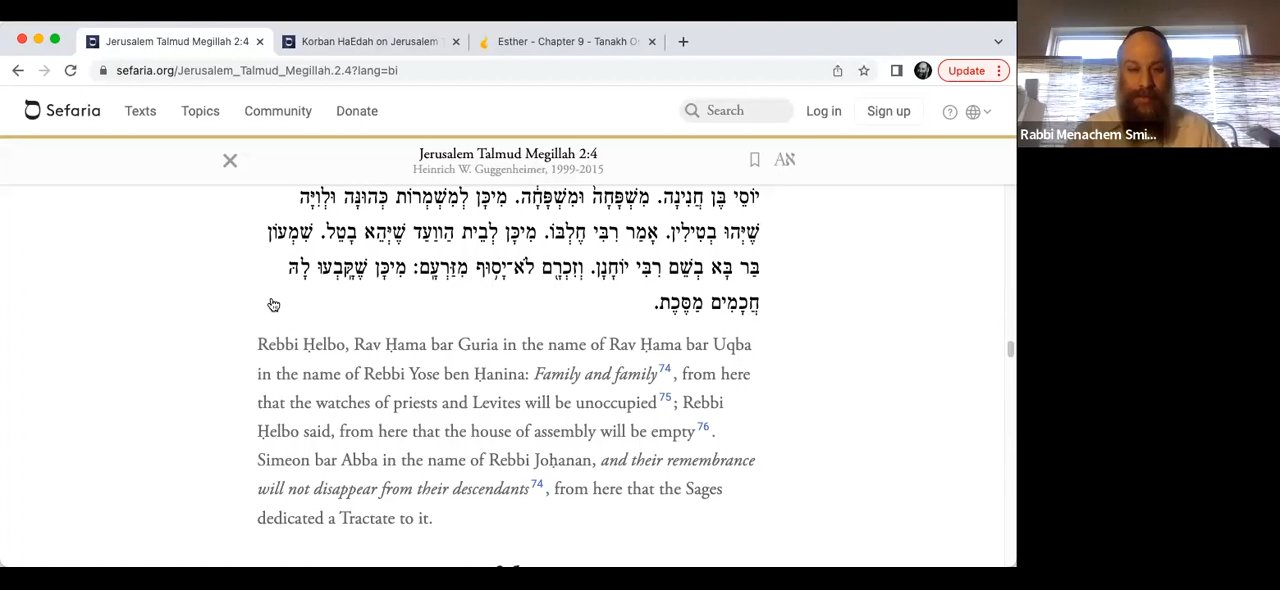 Jerusalem Talmud Megillah 2:4
Korban HaEdah on Jerusalem
Esther - Chapter 9 - Tanakh O
sefaria.org/Jerusalem_Talmud_Megillah.2.4?lang=bi
Update
Sefaria Texts Topics Community Donate Search Log in Sign up
Jerusalem Talmud Megillah 2:4
Heinrich W. Guggenheimer, 1999-2015
יוֹסֵי בֶּן חֲנִינָה. מִשְׁפָּחָה֙ וּמִשְׁפָּחָ֔ה. מִיכָּן לְמִשְׁמְרוֹת כְּהוּנָּה וּלְוִיָּה
שֶׁיְּהוּ בְטֵילִין. אָמַר רִבִּי חֶלְבּוֹ. מִיכָּן לְבֵית הַווַעַד שֶׁיְּהֵא בָטֵל. שִׁמְעוֹן
בַּר בָּא בְשֵׁם רִבִּי יוֹחָנָן. וְזִכְרָ֖ם לֹא־יָס֥וּף מִזַּרְעָֽם׃ מִיכָּן שֶׁקָּֽבְעוּ לָהּ
חֲכָמִים מַסֶּכֶת.
Rebbi Ḥelbo, Rav Ḥama bar Guria in the name of Rav Ḥama bar Uqba
in the name of Rebbi Yose ben Ḥanina: Family and family74, from here
that the watches of priests and Levites will be unoccupied75; Rebbi
Ḥelbo said, from here that the house of assembly will be empty76.
Simeon bar Abba in the name of Rebbi Joḥanan, and their remembrance
will not disappear from their descendants74, from here that the Sages
dedicated a Tractate to it.
Rabbi Menachem Smi...